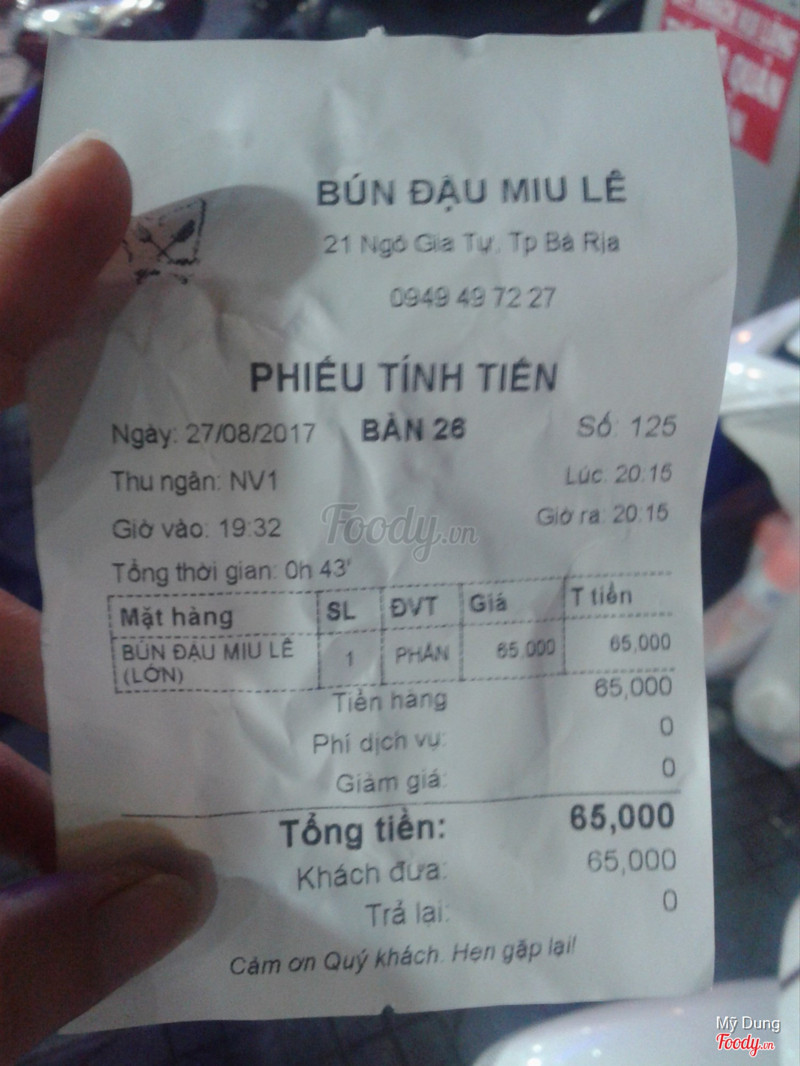 BÚN ĐẬU MIU LÊ
21 Ngô Gia Tự. Tp Bà Rịa
0949 49 72 27
PHIẾU TÍNH TIỀN
Ngày: 27/08/2017 BÀN 26 Số: 125
Thu ngân: NV1 Lúc: 20:15
Giờ vào: 19:32 Giờ ra: 20:15
Foody.vn
Tổng thời gian: 0h 43'
Mặt hàng SL ĐVT Giá T tiền
BÚN ĐẬU MIU LÊ (LỚN) 1 PHẦN 65,000 65,000
Tiền hàng 65,000
Phí dịch vụ: 0
Giảm giá: 0
Tổng tiền: 65,000
Khách đưa: 65,000
Trả lại: 0
Cảm ơn Quý khách. Hẹn gặp lại!
QUÁN
Mỹ Dung
Foody.vn